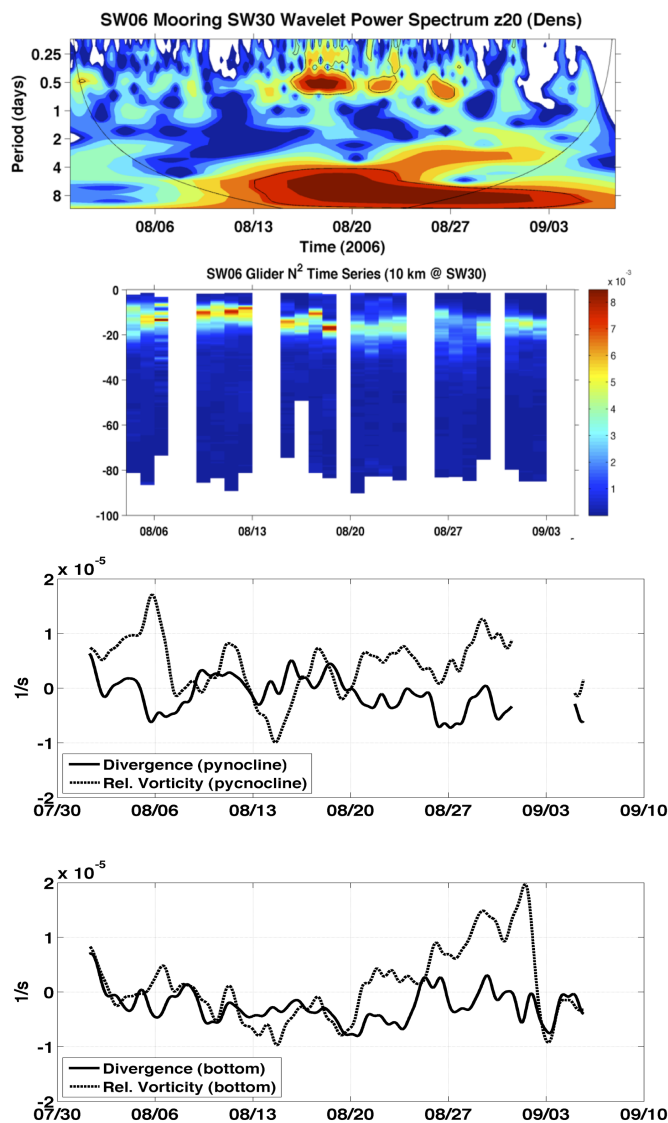 SW06 Mooring SW30 Wavelet Power Spectrum z20 (Dens)
Period (days)
0.25
0.5
1
2
4
8
08/06 08/13 08/20 08/27 09/03
Time (2006)
SW06 Glider N2 Time Series (10 km @ SW30)
x 10-3
0
-20
-40
-60
-80
-100
8
7
6
5
4
3
2
1
08/06 08/13 08/20 08/27 09/03
x 10-5
1/s
2
1
0
-1
-2
Divergence (pynocline)
Rel. Vorticity (pycnocline)
07/30 08/06 08/13 08/20 08/27 09/03 09/10
x 10-5
1/s
2
1
0
-1
-2
Divergence (bottom)
Rel. Vorticity (bottom)
07/30 08/06 08/13 08/20 08/27 09/03 09/10